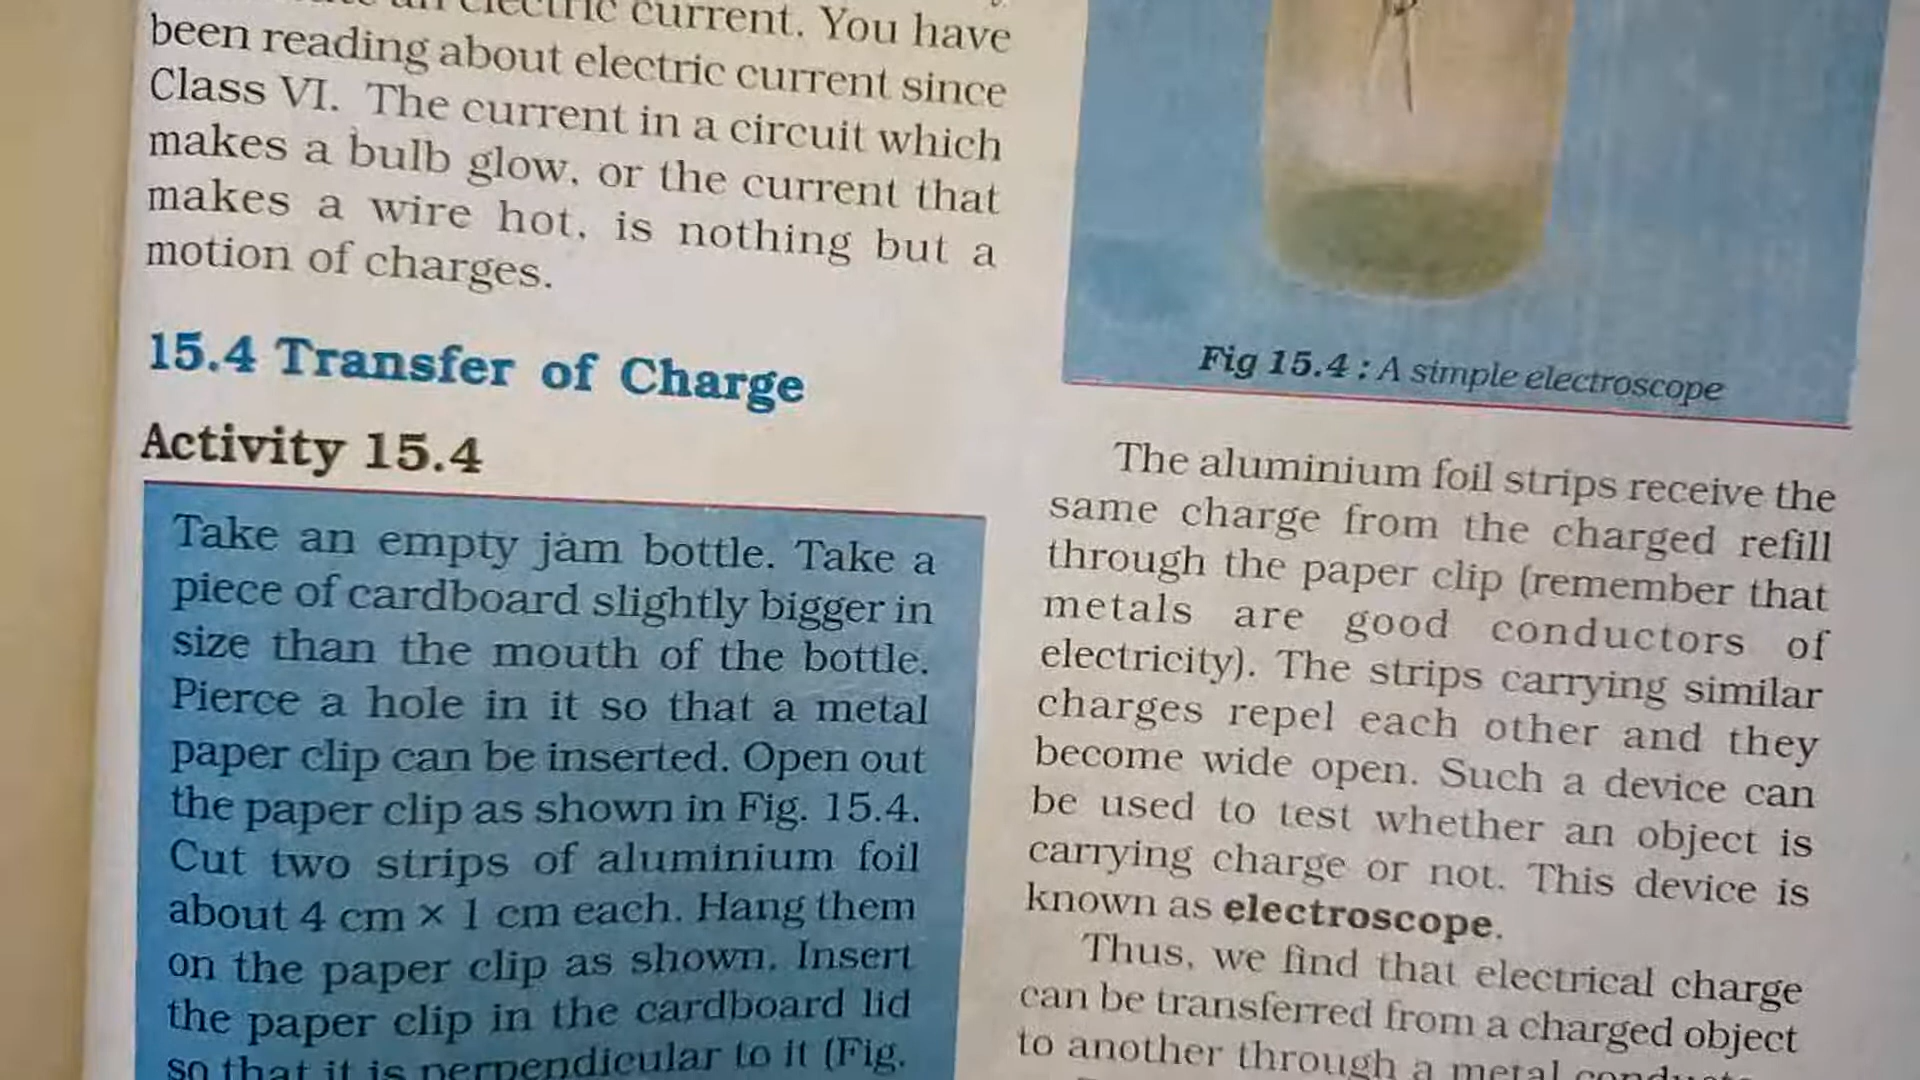 an electric current. You have
been reading about electric current since
Class VI. The current in a circuit which
makes a bulb glow, or the current that
makes a wire hot, is nothing but a
motion of charges.
15.4 Transfer of Charge
Activity 15.4
Take an empty jam bottle. Take a
piece of cardboard slightly bigger in
size than the mouth of the bottle.
Pierce a hole in it so that a metal
paper clip can be inserted. Open out
the paper clip as shown in Fig. 15.4.
Cut two strips of aluminium foil
about 4 cm × 1 cm each. Hang them
on the paper clip as shown. Insert
the paper clip in the cardboard lid
so that it is perpendicular to it (Fig.
Fig 15.4 : A simple electroscope
The aluminium foil strips receive the
same charge from the charged refill
through the paper clip (remember that
metals are good conductors of
electricity). The strips carrying similar
charges repel each other and they
become wide open. Such a device can
be used to test whether an object is
carrying charge or not. This device is
known as electroscope.
Thus, we find that electrical charge
can be transferred from a charged object
to another through a metal